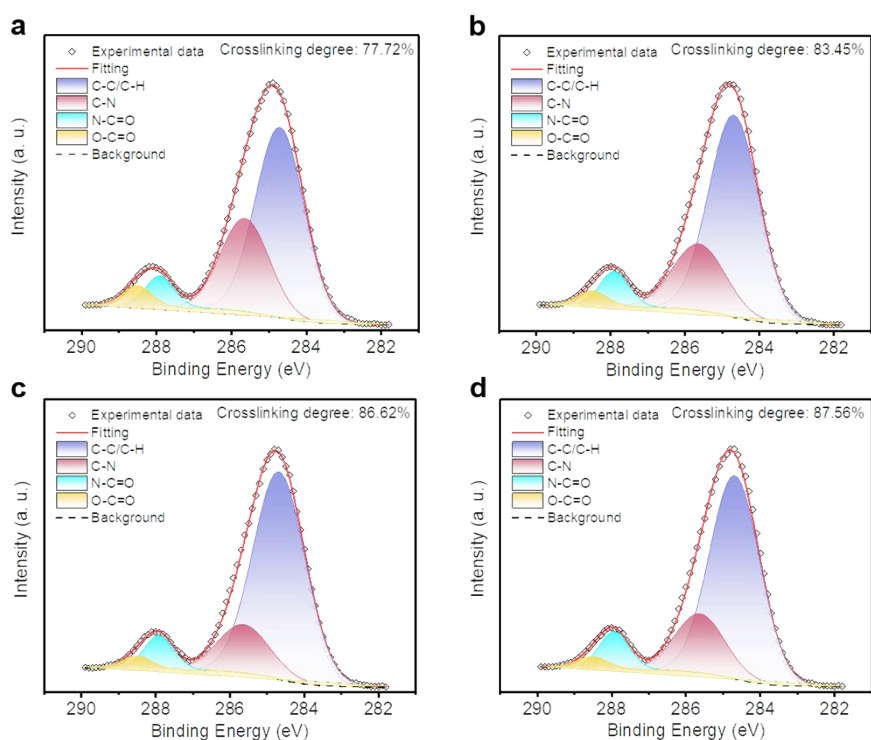 a
Experimental data Crosslinking degree: 77.72%
Fitting
C-C/C-H
C-N
N-C=O
O-C=O
Background
Intensity (a. u.)
290 288 286 284 282
Binding Energy (eV)
b
Experimental data Crosslinking degree: 83.45%
Fitting
C-C/C-H
C-N
N-C=O
O-C=O
Background
Intensity (a. u.)
290 288 286 284 282
Binding Energy (eV)
c
Experimental data Crosslinking degree: 86.62%
Fitting
C-C/C-H
C-N
N-C=O
O-C=O
Background
Intensity (a. u.)
290 288 286 284 282
Binding Energy (eV)
d
Experimental data Crosslinking degree: 87.56%
Fitting
C-C/C-H
C-N
N-C=O
O-C=O
Background
Intensity (a. u.)
290 288 286 284 282
Binding Energy (eV)